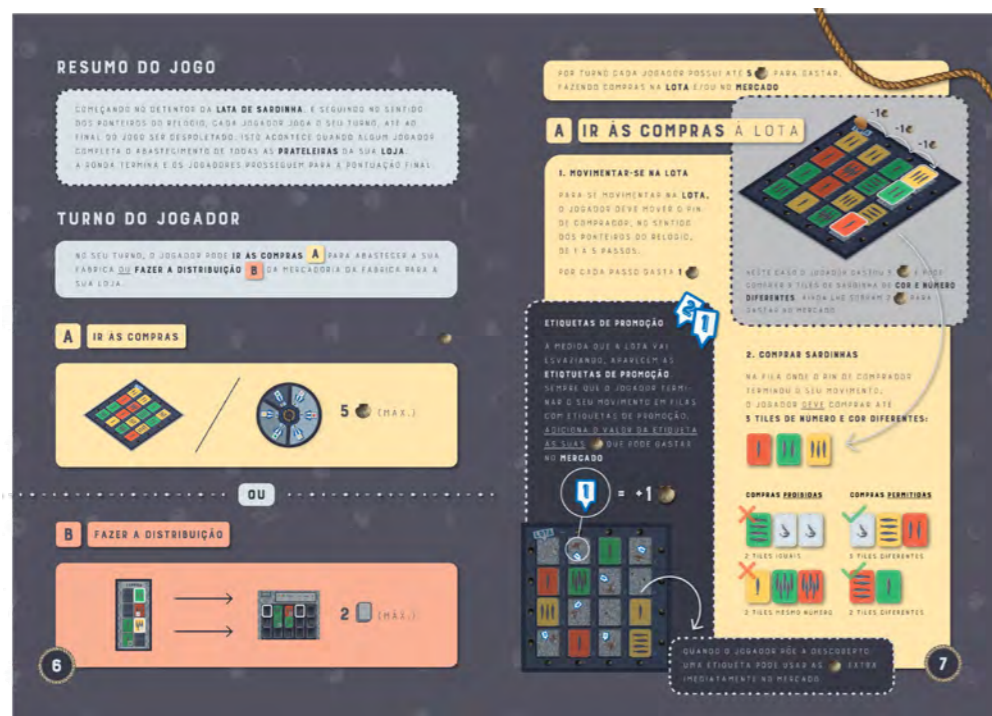 RESUMO DO JOGO
COMEÇANDO NO DETENTOR DA LATA DE SARDINHA, E SEGUINDO NO SENTIDO
DOS PONTEIROS DO RELÓGIO, CADA JOGADOR JOGA O SEU TURNO, ATÉ AO
FINAL DO JOGO SER DESPOLETADO. ISTO ACONTECE QUANDO ALGUM JOGADOR
COMPLETA O ABASTECIMENTO DE TODAS AS PRATELEIRAS DA SUA LOJA.
A RONDA TERMINA E OS JOGADORES PROSSEGUEM PARA A PONTUAÇÃO FINAL.
TURNO DO JOGADOR
NO SEU TURNO, O JOGADOR PODE IR ÀS COMPRAS A PARA ABASTECER A SUA
FÁBRICA OU FAZER A DISTRIBUIÇÃO B DA MERCADORIA DA FÁBRICA PARA A
SUA LOJA.
A IR ÀS COMPRAS
5 (MÁX.)
OU
B FAZER A DISTRIBUIÇÃO
2 (MÁX.)
6
POR TURNO CADA JOGADOR POSSUI ATÉ 5 PARA GASTAR,
FAZENDO COMPRAS NA LOTA E/OU NO MERCADO
A IR ÀS COMPRAS À LOTA
1. MOVIMENTAR-SE NA LOTA
PARA SE MOVIMENTAR NA LOTA,
O JOGADOR DEVE MOVER O PIN
DE COMPRADOR, NO SENTIDO
DOS PONTEIROS DO RELÓGIO,
DE 1 A 5 PASSOS.
POR CADA PASSO GASTA 1
-1€
-1€
-1€
NESTE CASO O JOGADOR GASTOU 3 E PODE
COMPRAR 3 TILES DE SARDINHA DE COR E NÚMERO
DIFERENTES. AINDA LHE SOBRAM 2 PARA
GASTAR NO MERCADO
ETIQUETAS DE PROMOÇÃO
2
1
À MEDIDA QUE A LOTA VAI
ESVAZIANDO, APARECEM AS
ETIQTUETAS DE PROMOÇÃO
SEMPRE QUE O JOGADOR TERMI-
NAR O SEU MOVIMENTO EM FILAS
COM ETIQUETAS DE PROMOÇÃO,
ADICIONA O VALOR DA ETIQUETA
ÀS SUAS QUE PODE GASTAR
NO MERCADO
1 = +1
LOTA
2. COMPRAR SARDINHAS
NA FILA ONDE O PIN DE COMPRADOR
TERMINOU O SEU MOVIMENTO,
O JOGADOR DEVE COMPRAR ATÉ
3 TILES DE NÚMERO E COR DIFERENTES:
COMPRAS PROIBIDAS
COMPRAS PERMITIDAS
2 TILES IGUAIS
3 TILES DIFERENTES
2 TILES MESMO NÚMERO
2 TILES DIFERENTES
QUANDO O JOGADOR PÕE A DESCOBERTO
UMA ETIQUETA PODE USAR AS EXTRA
IMEDIATAMENTE NO MERCADO
7